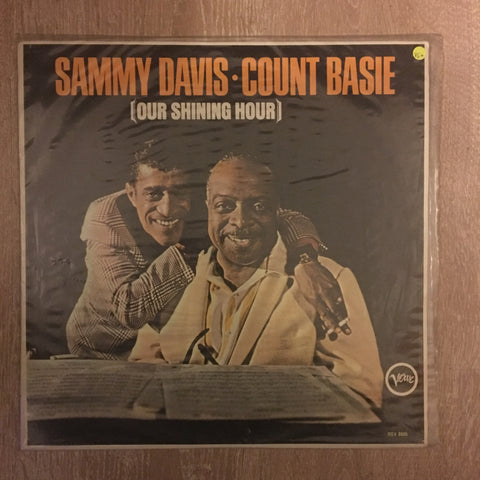 SAMMY DAVIS · COUNT BASIE
[OUR SHINING HOUR]
Verve